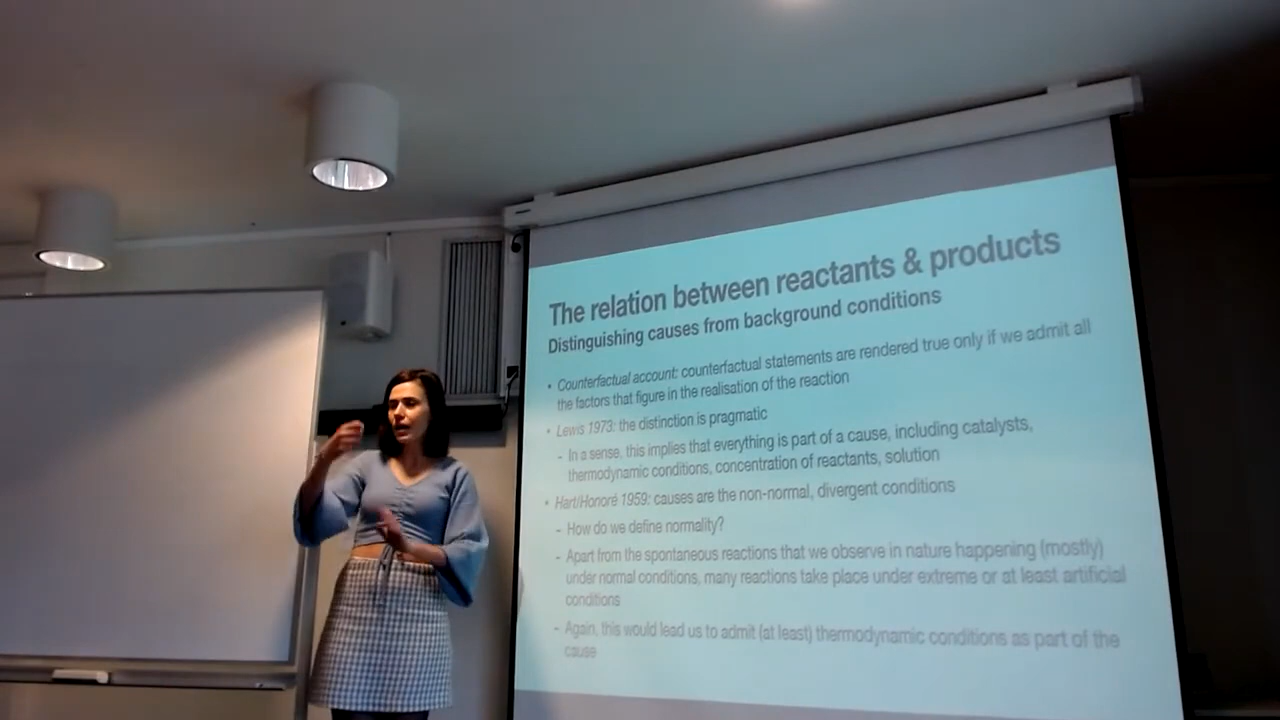 The relation between reactants & products
Distinguishing causes from background conditions
• Counterfactual account: counterfactual statements are rendered true only if we admit all
the factors that figure in the realisation of the reaction
• Lewis 1973: the distinction is pragmatic
- In a sense, this implies that everything is part of a cause, including catalysts,
thermodynamic conditions, concentration of reactants, solution
• Hart/Honoré 1959: causes are the non-normal, divergent conditions
- How do we define normality?
- Apart from the spontaneous reactions that we observe in nature happening (mostly)
under normal conditions, many reactions take place under extreme or at least artificial
conditions
- Again, this would lead us to admit (at least) thermodynamic conditions as part of the
cause